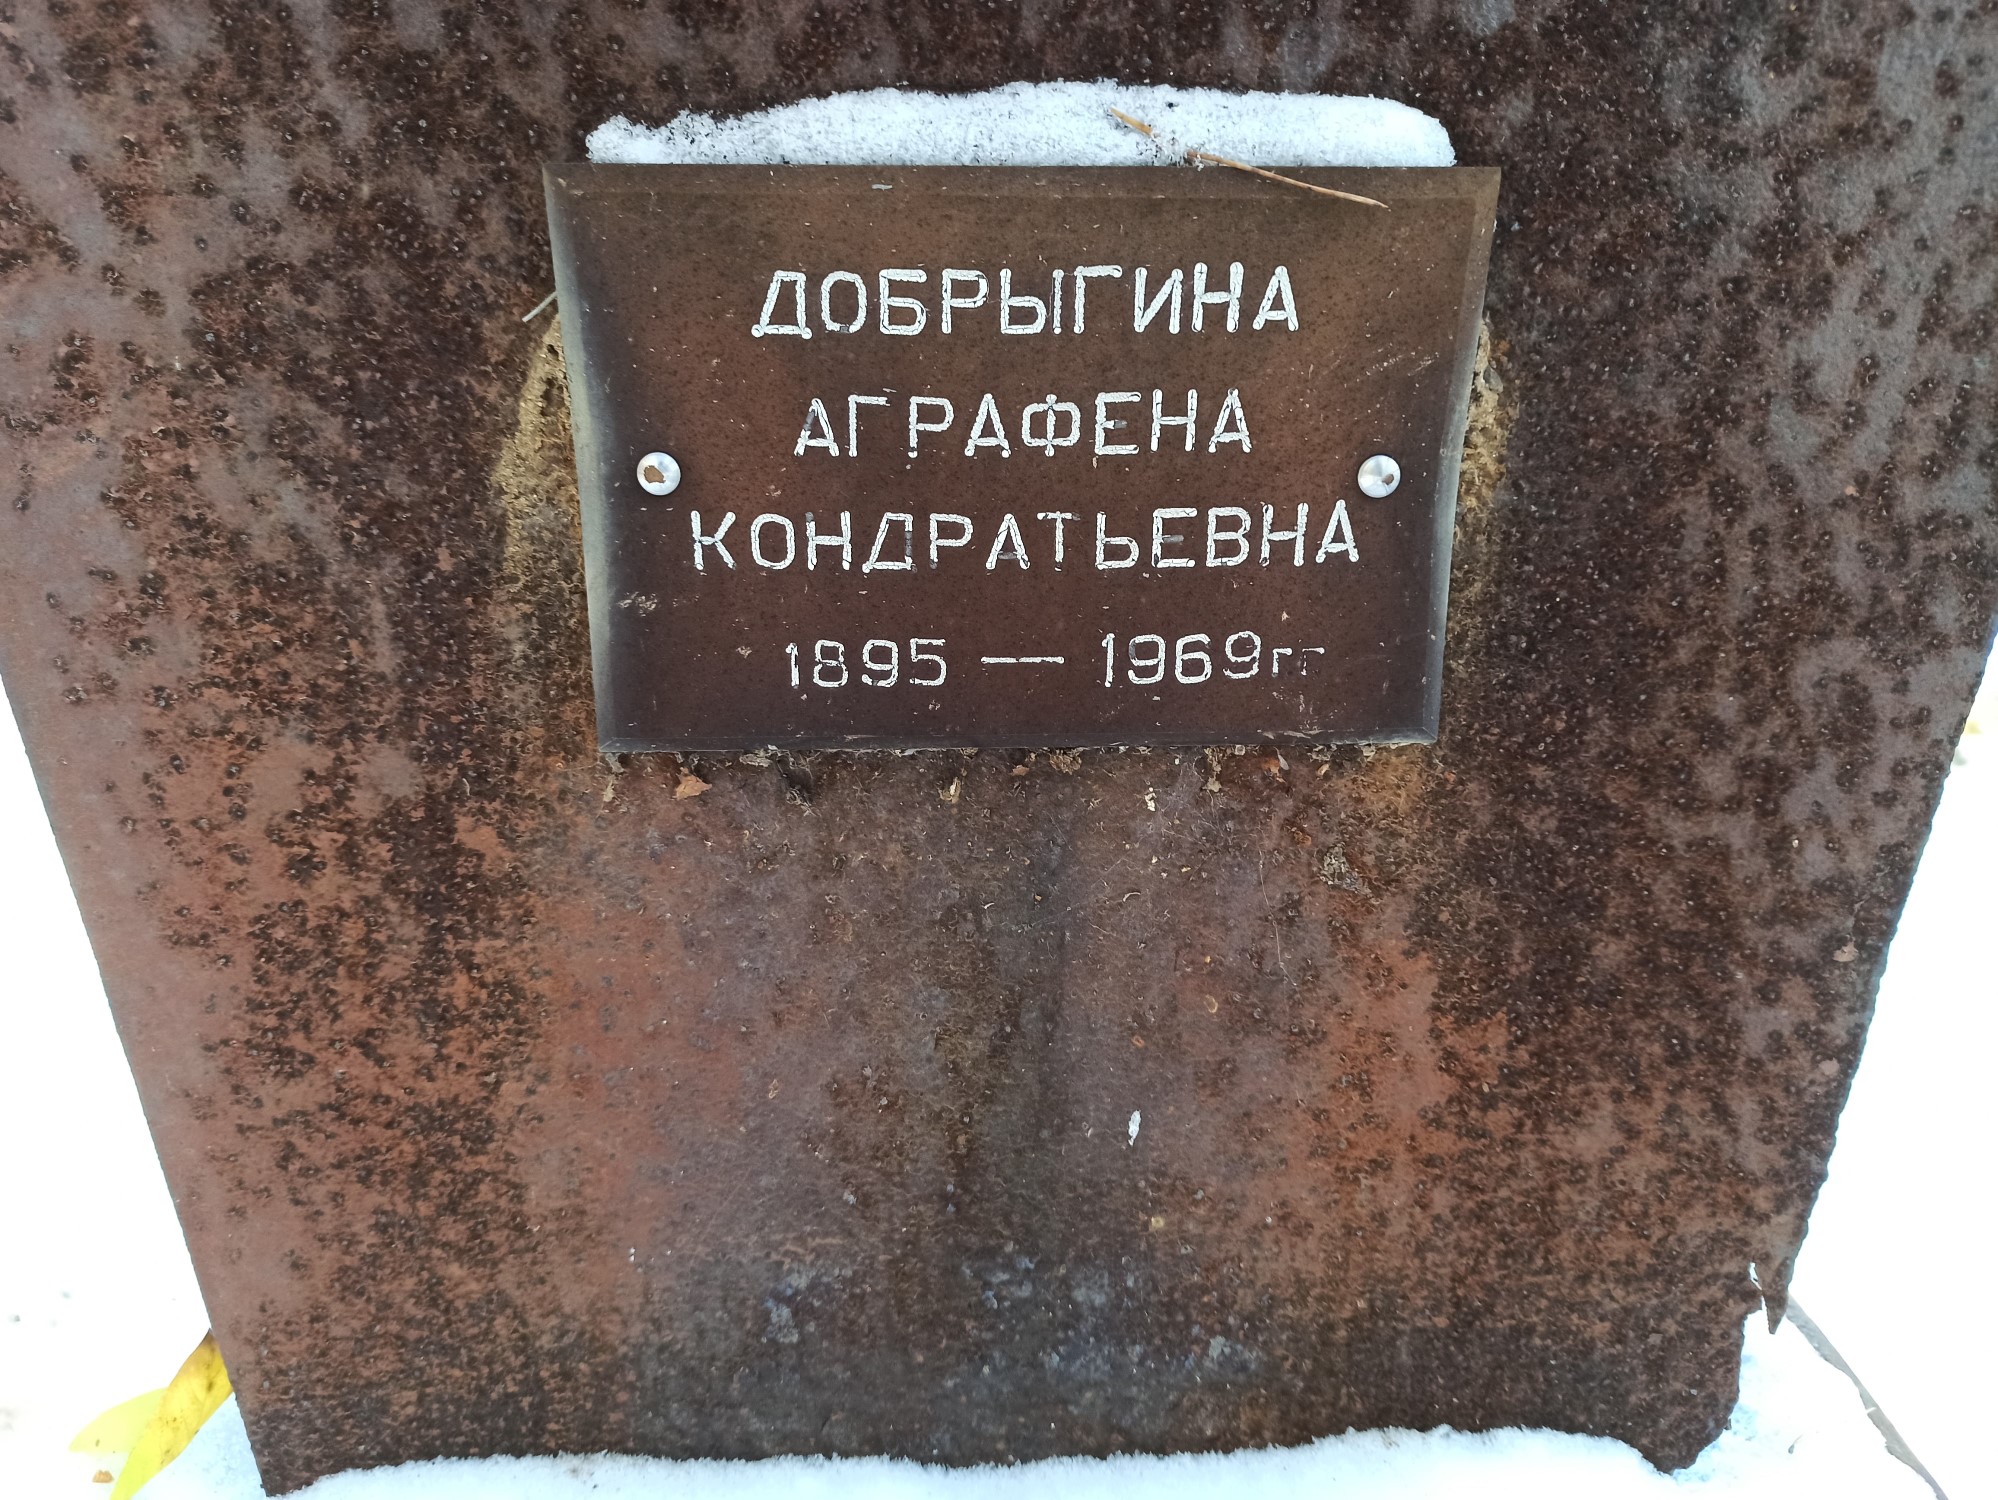 ДОБРЫГИНА
АГРАФЕНА
КОНДРАТЬЕВНА
1895 — 1969гг